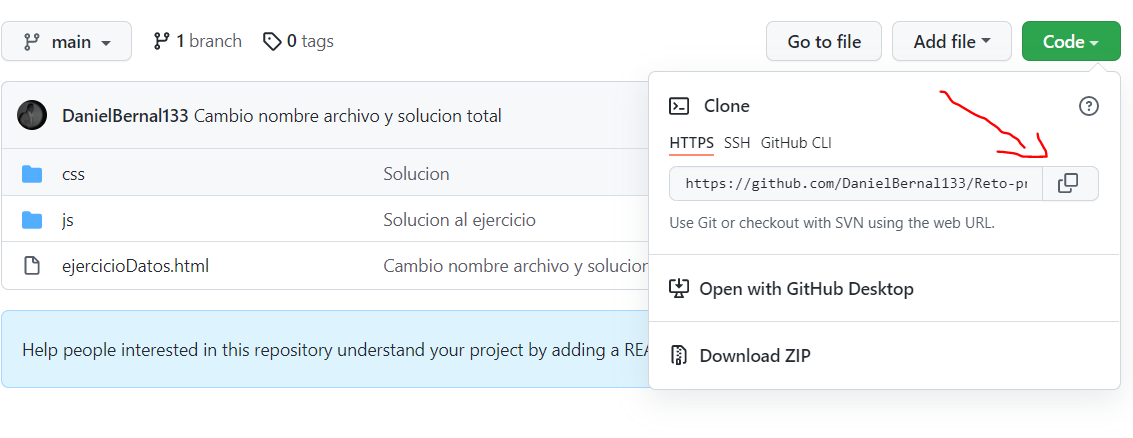 main 1 branch 0 tags Go to file Add file Code
DanielBernal133 Cambio nombre archivo y solucion total
css Solucion
js Solucion al ejercicio
ejercicioDatos.html Cambio nombre archivo y solucion
Help people interested in this repository understand your project by adding a
Clone
HTTPS SSH GitHub CLI
https://github.com/DanielBernal133/Reto-pr
Use Git or checkout with SVN using the web URL.
Open with GitHub Desktop
Download ZIP